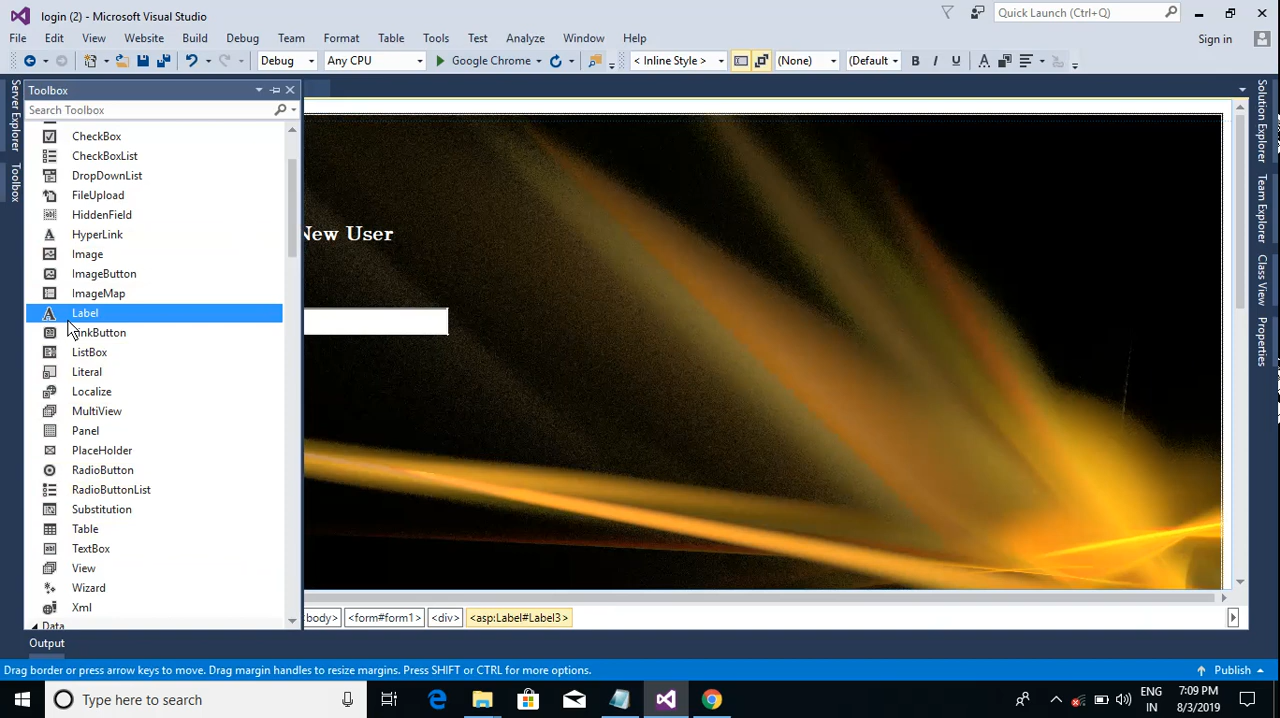 login (2) - Microsoft Visual Studio
Quick Launch (Ctrl+Q)
File Edit View Website Build Debug Team Format Table Tools Test Analyze Window Help
Sign in
Debug Any CPU Google Chrome < Inline Style > (None) (Default B I U A
Server Explorer
Toolbox
Toolbox
Search Toolbox
CheckBox
CheckBoxList
DropDownList
FileUpload
HiddenField
HyperLink
Image
ImageButton
ImageMap
Label
LinkButton
ListBox
Literal
Localize
MultiView
Panel
PlaceHolder
RadioButton
RadioButtonList
Substitution
Table
TextBox
View
Wizard
Xml
Data
New User
Solution Explorer
Team Explorer
Class View
Properties
<body> <form#form1> <div> <asp:Label#Label3>
Output
Drag border or press arrow keys to move. Drag margin handles to resize margins. Press SHIFT or CTRL for more options.
Publish
Type here to search
ENG
IN
7:09 PM
8/3/2019